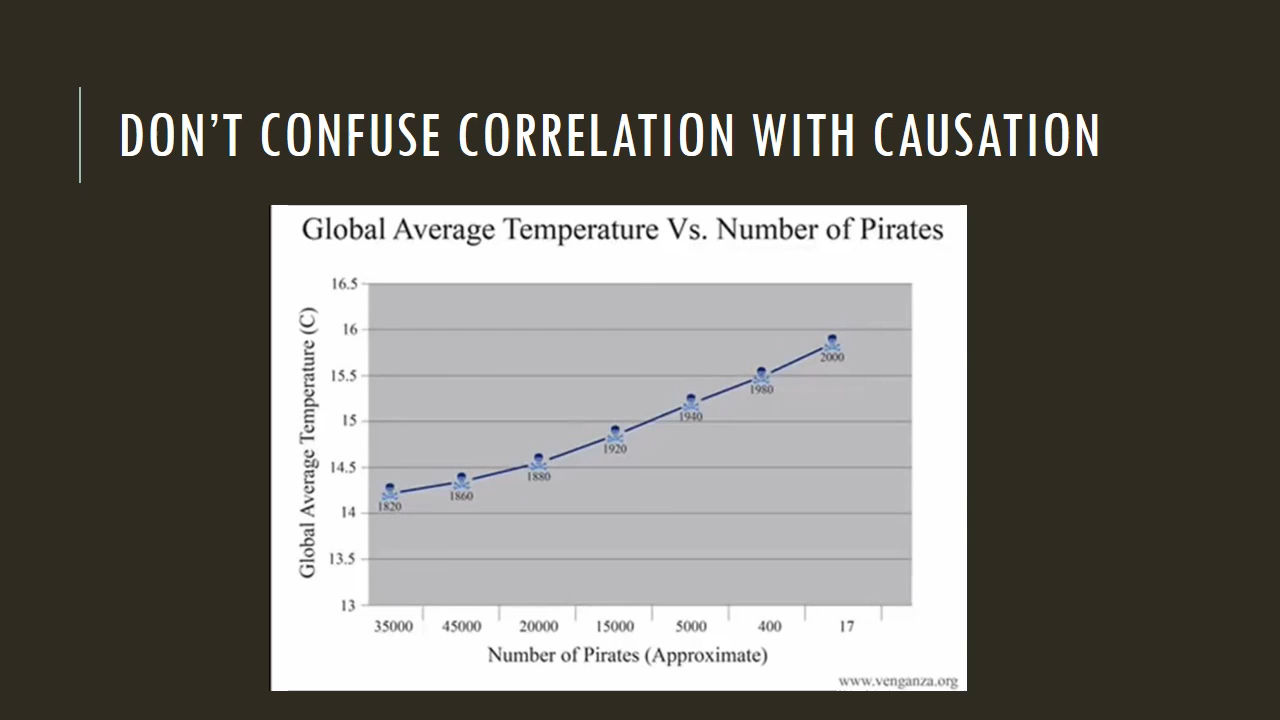 DON'T CONFUSE CORRELATION WITH CAUSATION
Global Average Temperature Vs. Number of Pirates
Global Average Temperature (C)
16.5
16
15.5
15
14.5
14
13.5
13
1820
1860
1880
1920
1940
1980
2000
35000 45000 20000 15000 5000 400 17
Number of Pirates (Approximate)
www.venganza.org